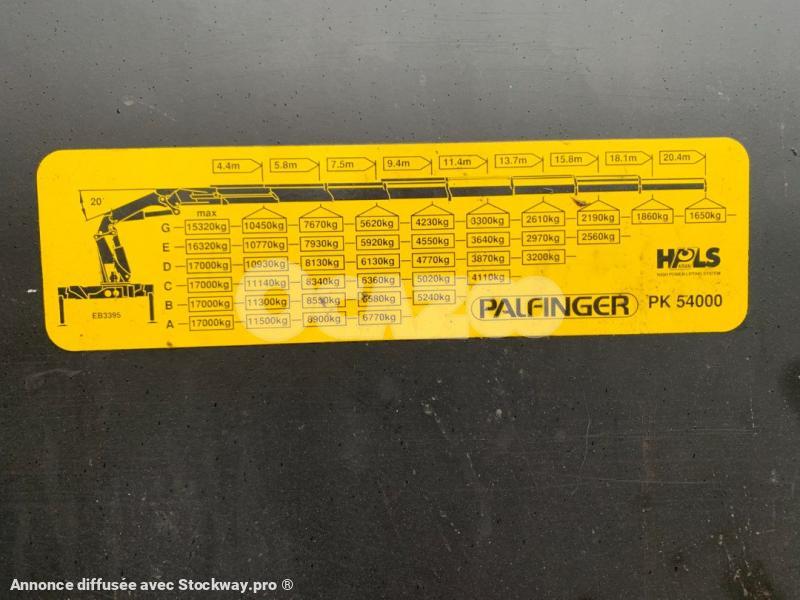 4.4m 5.8m 7.5m 9.4m 11.4m 13.7m 15.8m 18.1m 20.4m
20°
max
G 15320kg 10450kg 7670kg 5620kg 4230kg 3300kg 2610kg 2190kg 1860kg 1650kg
E 16320kg 10770kg 7930kg 5920kg 4550kg 3640kg 2970kg 2560kg
D 17000kg 10930kg 8130kg 6130kg 4770kg 3870kg 3200kg
C 17000kg 11140kg 8340kg 6360kg 5020kg 4110kg
B 17000kg 11300kg 8550kg 6580kg 5240kg
A 17000kg 11500kg 8900kg 6770kg
EB3395
HPLS
HIGH POWER LIFTING SYSTEM
PALFINGER PK 54000
Annonce diffusée avec Stockway.pro ®